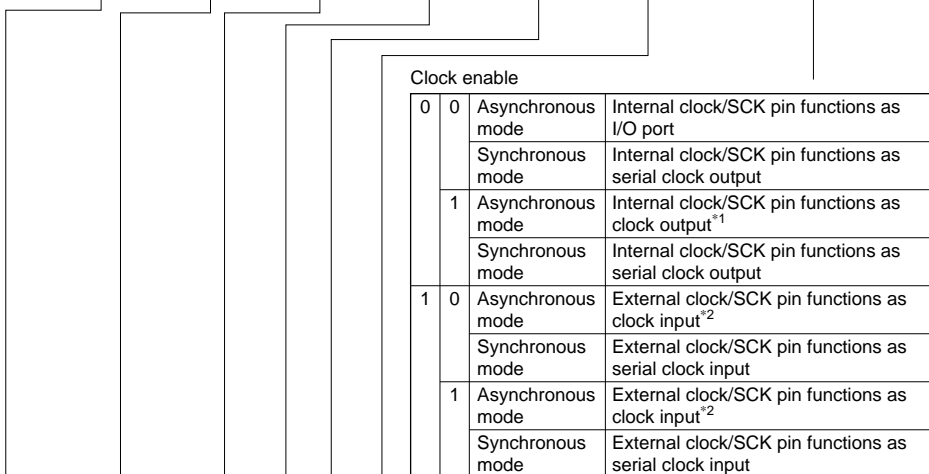 Clock enable
0 0 Asynchronous mode Internal clock/SCK pin functions as I/O port
Synchronous mode Internal clock/SCK pin functions as serial clock output
1 Asynchronous mode Internal clock/SCK pin functions as clock output*1
Synchronous mode Internal clock/SCK pin functions as serial clock output
1 0 Asynchronous mode External clock/SCK pin functions as clock input*2
Synchronous mode External clock/SCK pin functions as serial clock input
1 Asynchronous mode External clock/SCK pin functions as clock input*2
Synchronous mode External clock/SCK pin functions as serial clock input